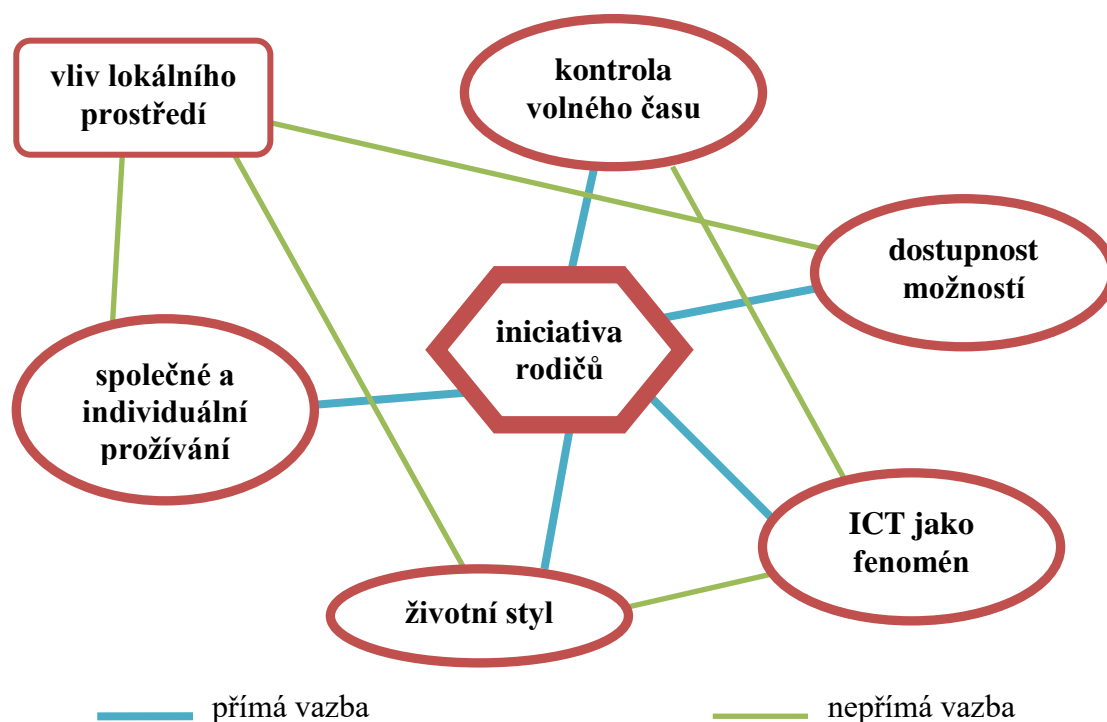 vliv lokálního
prostředí
kontrola
volného času
dostupnost
možností
iniciativa
rodičů
společné a
individuální
prožívání
ICT jako
fenomén
životní styl
přímá vazba
nepřímá vazba